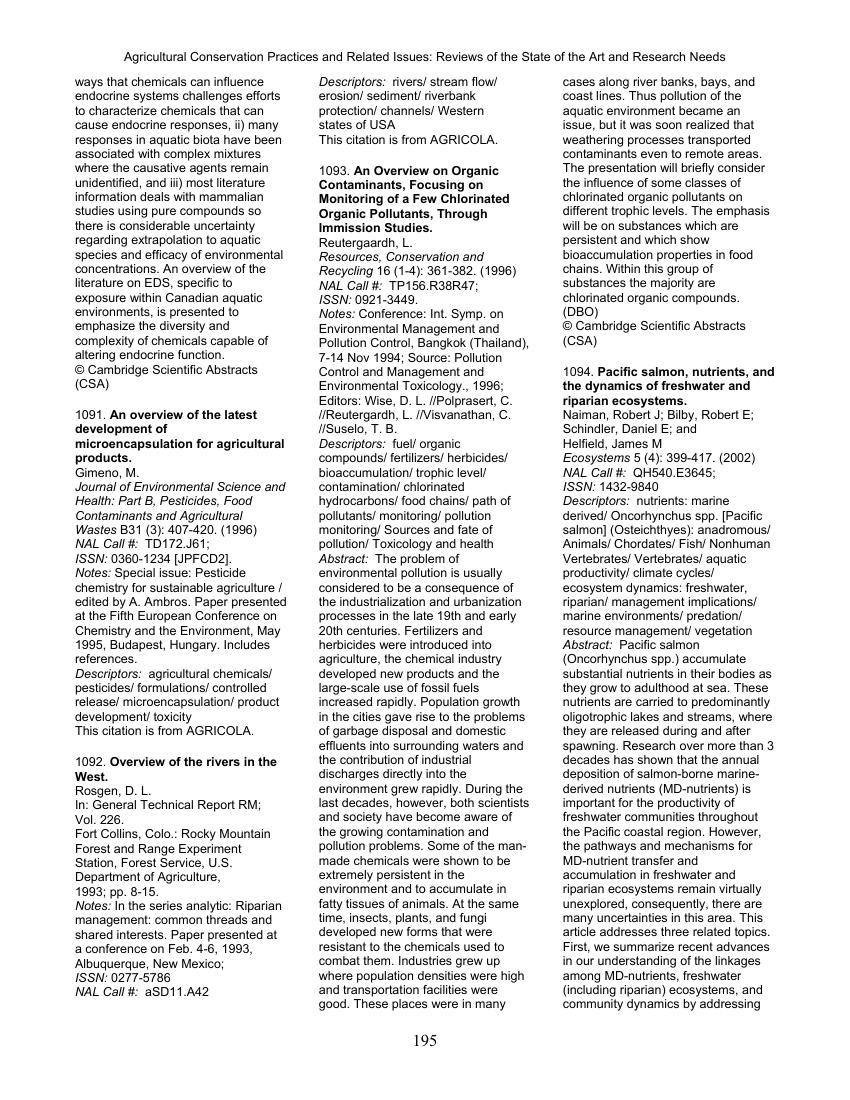 Agricultural Conservation Practices and Related Issues: Reviews of the State of the Art and Research Needs
ways that chemicals can influence
endocrine systems challenges efforts
to characterize chemicals that can
cause endocrine responses, ii) many
responses in aquatic biota have been
associated with complex mixtures
where the causative agents remain
unidentified, and iii) most literature
information deals with mammalian
studies using pure compounds so
there is considerable uncertainty
regarding extrapolation to aquatic
species and efficacy of environmental
concentrations. An overview of the
literature on EDS, specific to
exposure within Canadian aquatic
environments, is presented to
emphasize the diversity and
complexity of chemicals capable of
altering endocrine function.
© Cambridge Scientific Abstracts
(CSA)
1091. An overview of the latest
development of
microencapsulation for agricultural
products.
Gimeno, M.
Journal of Environmental Science and
Health: Part B, Pesticides, Food
Contaminants and Agricultural
Wastes B31 (3): 407-420. (1996)
NAL Call #: TD172.J61;
ISSN: 0360-1234 [JPFCD2].
Notes: Special issue: Pesticide
chemistry for sustainable agriculture /
edited by A. Ambros. Paper presented
at the Fifth European Conference on
Chemistry and the Environment, May
1995, Budapest, Hungary. Includes
references.
Descriptors: agricultural chemicals/
pesticides/ formulations/ controlled
release/ microencapsulation/ product
development/ toxicity
This citation is from AGRICOLA.
1092. Overview of the rivers in the
West.
Rosgen, D. L.
In: General Technical Report RM;
Vol. 226.
Fort Collins, Colo.: Rocky Mountain
Forest and Range Experiment
Station, Forest Service, U.S.
Department of Agriculture,
1993; pp. 8-15.
Notes: In the series analytic: Riparian
management: common threads and
shared interests. Paper presented at
a conference on Feb. 4-6, 1993,
Albuquerque, New Mexico;
ISSN: 0277-5786
NAL Call #: aSD11.A42
Descriptors: rivers/ stream flow/
erosion/ sediment/ riverbank
protection/ channels/ Western
states of USA
This citation is from AGRICOLA.
1093. An Overview on Organic
Contaminants, Focusing on
Monitoring of a Few Chlorinated
Organic Pollutants, Through
Immission Studies.
Reutergaardh, L.
Resources, Conservation and
Recycling 16 (1-4): 361-382. (1996)
NAL Call #: TP156.R38R47;
ISSN: 0921-3449.
Notes: Conference: Int. Symp. on
Environmental Management and
Pollution Control, Bangkok (Thailand),
7-14 Nov 1994; Source: Pollution
Control and Management and
Environmental Toxicology., 1996;
Editors: Wise, D. L. //Polprasert, C.
//Reutergardh, L. //Visvanathan, C.
//Suselo, T. B.
Descriptors: fuel/ organic
compounds/ fertilizers/ herbicides/
bioaccumulation/ trophic level/
contamination/ chlorinated
hydrocarbons/ food chains/ path of
pollutants/ monitoring/ pollution
monitoring/ Sources and fate of
pollution/ Toxicology and health
Abstract: The problem of
environmental pollution is usually
considered to be a consequence of
the industrialization and urbanization
processes in the late 19th and early
20th centuries. Fertilizers and
herbicides were introduced into
agriculture, the chemical industry
developed new products and the
large-scale use of fossil fuels
increased rapidly. Population growth
in the cities gave rise to the problems
of garbage disposal and domestic
effluents into surrounding waters and
the contribution of industrial
discharges directly into the
environment grew rapidly. During the
last decades, however, both scientists
and society have become aware of
the growing contamination and
pollution problems. Some of the man-
made chemicals were shown to be
extremely persistent in the
environment and to accumulate in
fatty tissues of animals. At the same
time, insects, plants, and fungi
developed new forms that were
resistant to the chemicals used to
combat them. Industries grew up
where population densities were high
and transportation facilities were
good. These places were in many
cases along river banks, bays, and
coast lines. Thus pollution of the
aquatic environment became an
issue, but it was soon realized that
weathering processes transported
contaminants even to remote areas.
The presentation will briefly consider
the influence of some classes of
chlorinated organic pollutants on
different trophic levels. The emphasis
will be on substances which are
persistent and which show
bioaccumulation properties in food
chains. Within this group of
substances the majority are
chlorinated organic compounds.
(DBO)
© Cambridge Scientific Abstracts
(CSA)
1094. Pacific salmon, nutrients, and
the dynamics of freshwater and
riparian ecosystems.
Naiman, Robert J; Bilby, Robert E;
Schindler, Daniel E; and
Helfield, James M
Ecosystems 5 (4): 399-417. (2002)
NAL Call #: QH540.E3645;
ISSN: 1432-9840
Descriptors: nutrients: marine
derived/ Oncorhynchus spp. [Pacific
salmon] (Osteichthyes): anadromous/
Animals/ Chordates/ Fish/ Nonhuman
Vertebrates/ Vertebrates/ aquatic
productivity/ climate cycles/
ecosystem dynamics: freshwater,
riparian/ management implications/
marine environments/ predation/
resource management/ vegetation
Abstract: Pacific salmon
(Oncorhynchus spp.) accumulate
substantial nutrients in their bodies as
they grow to adulthood at sea. These
nutrients are carried to predominantly
oligotrophic lakes and streams, where
they are released during and after
spawning. Research over more than 3
decades has shown that the annual
deposition of salmon-borne marine-
derived nutrients (MD-nutrients) is
important for the productivity of
freshwater communities throughout
the Pacific coastal region. However,
the pathways and mechanisms for
MD-nutrient transfer and
accumulation in freshwater and
riparian ecosystems remain virtually
unexplored, consequently, there are
many uncertainties in this area. This
article addresses three related topics.
First, we summarize recent advances
in our understanding of the linkages
among MD-nutrients, freshwater
(including riparian) ecosystems, and
community dynamics by addressing
195